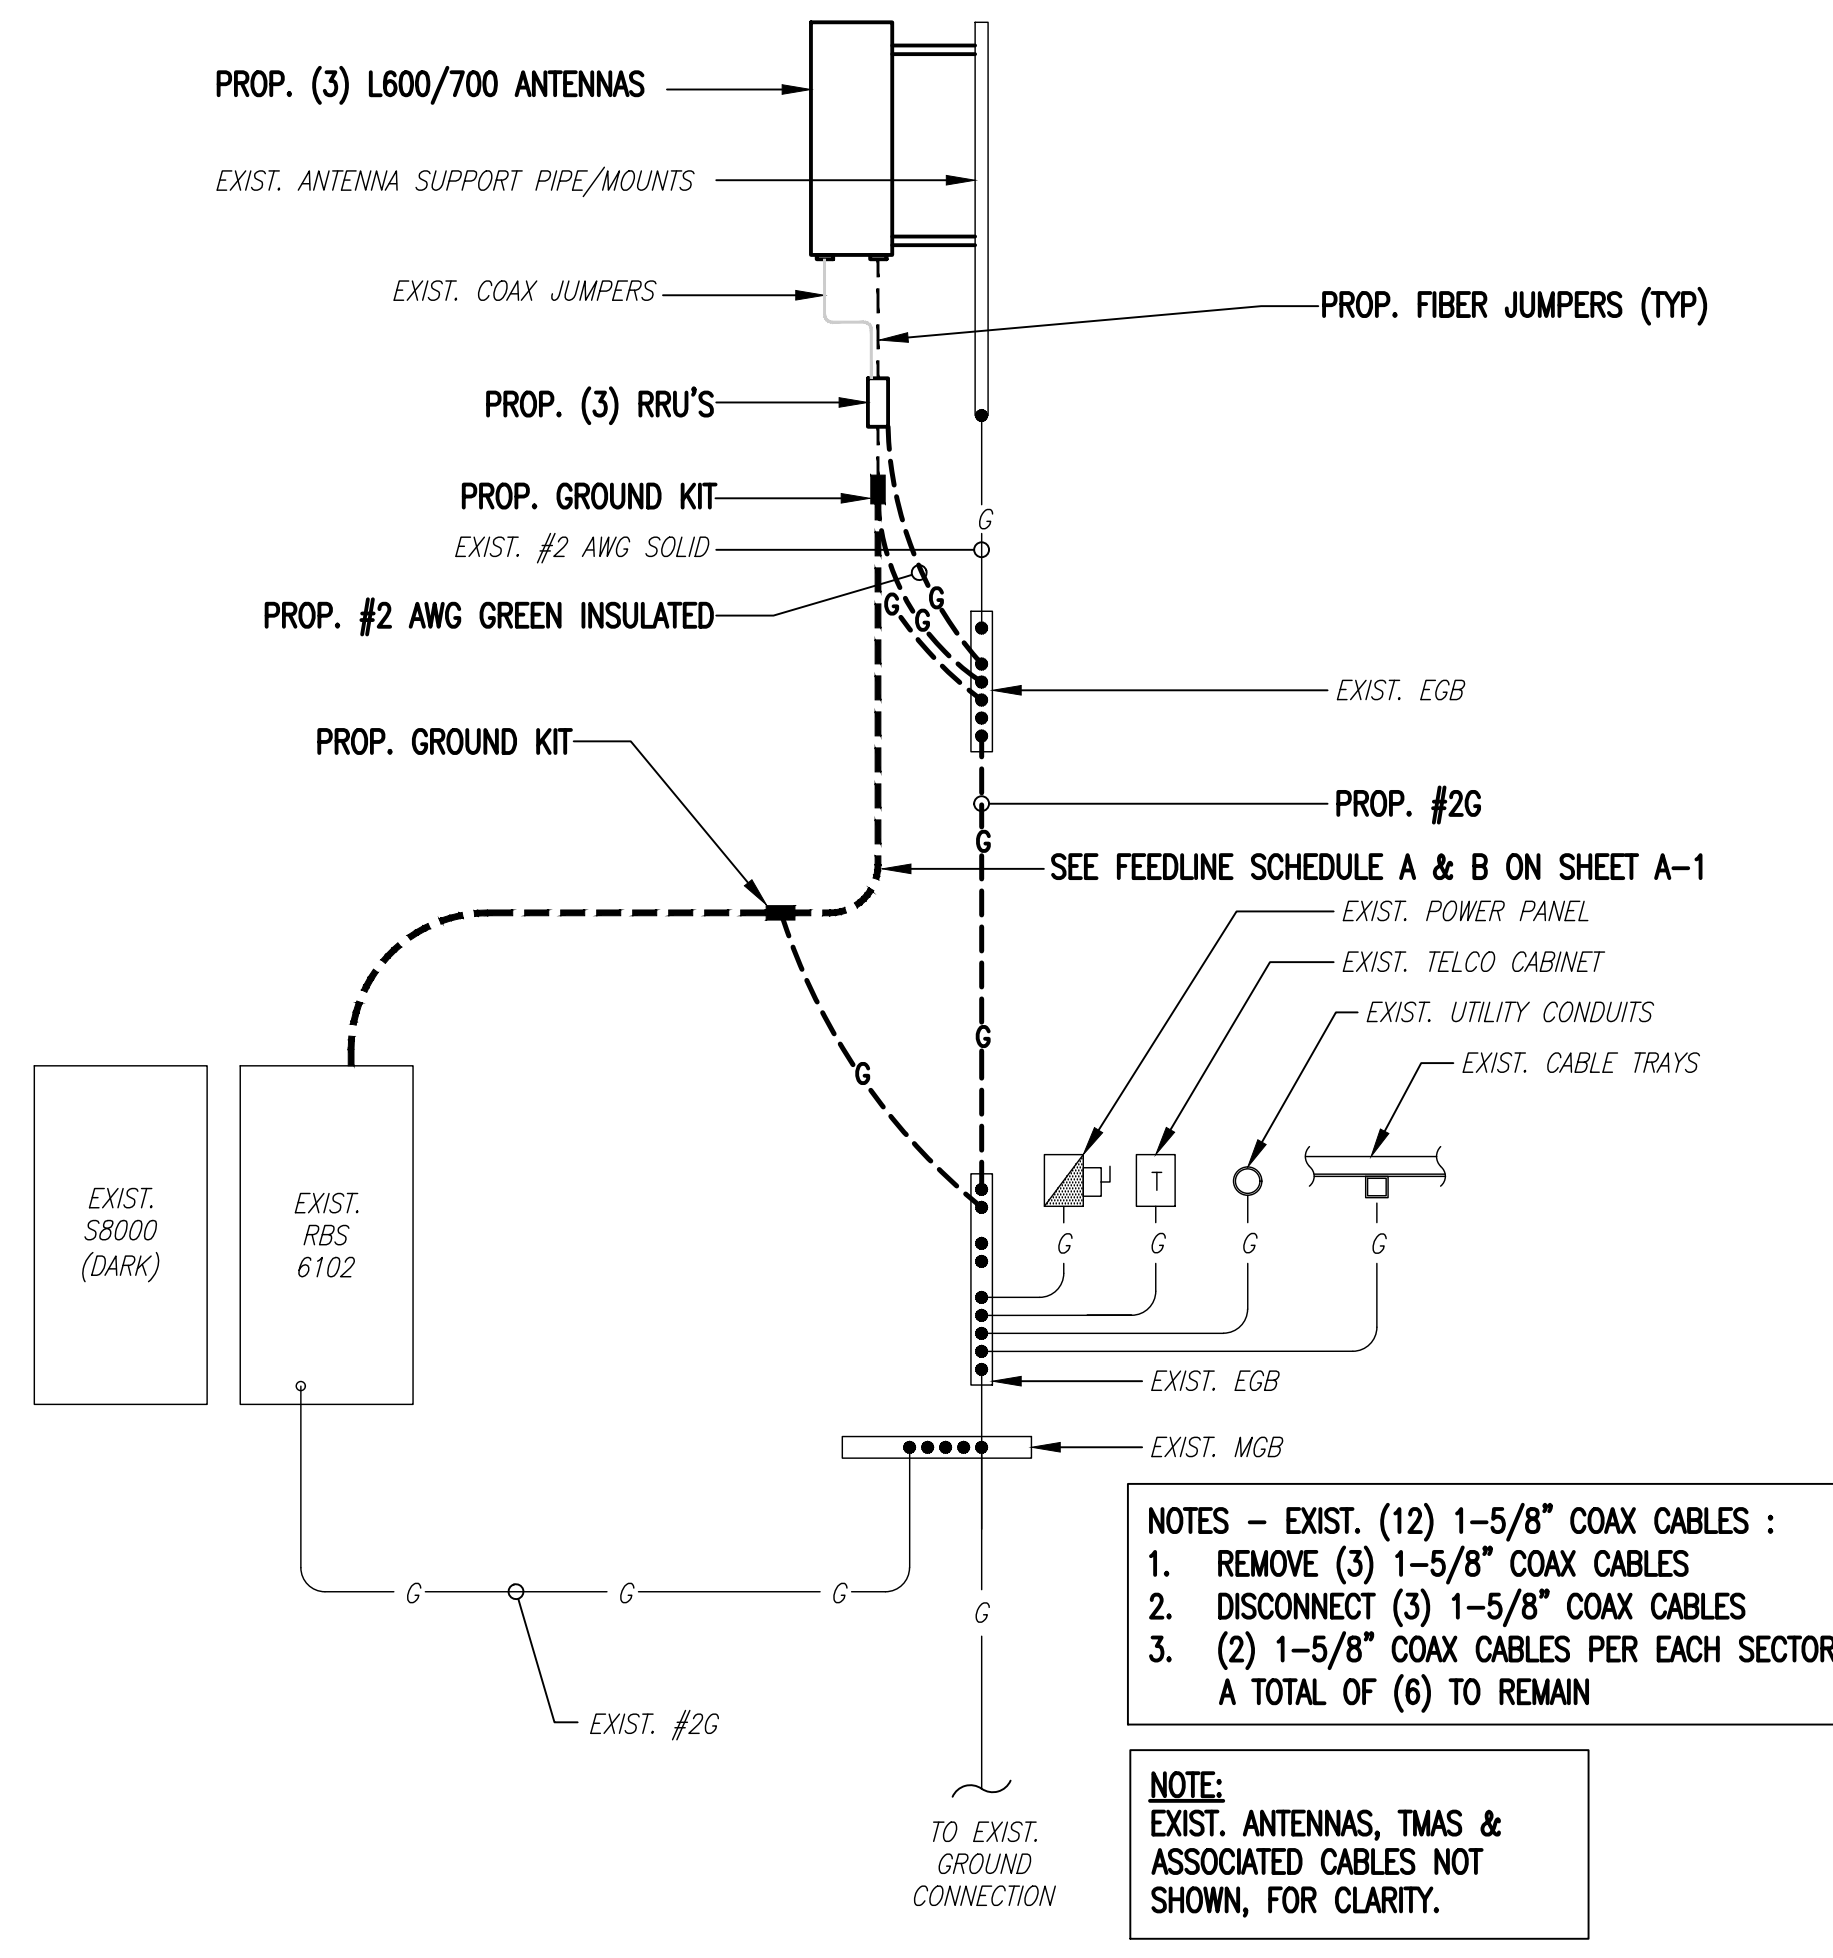 PROP. (3) L600/700 ANTENNAS
EXIST. ANTENNA SUPPORT PIPE/MOUNTS
EXIST. COAX JUMPERS
PROP. FIBER JUMPERS (TYP)
PROP. (3) RRU'S
PROP. GROUND KIT
G
EXIST. #2 AWG SOLID
PROP. #2 AWG GREEN INSULATED
G
G
G
EXIST. EGB
PROP. GROUND KIT
PROP. #2G
G
SEE FEEDLINE SCHEDULE A & B ON SHEET A-1
EXIST. POWER PANEL
EXIST. TELCO CABINET
EXIST. UTILITY CONDUITS
G
EXIST. CABLE TRAYS
G
T
EXIST.
S8000
(DARK)
EXIST.
RBS
6102
G
G
G
G
EXIST. EGB
EXIST. MGB
NOTES - EXIST. (12) 1-5/8" COAX CABLES :
1. REMOVE (3) 1-5/8" COAX CABLES
2. DISCONNECT (3) 1-5/8" COAX CABLES
3. (2) 1-5/8" COAX CABLES PER EACH SECTOR
A TOTAL OF (6) TO REMAIN
G
G
G
G
EXIST. #2G
NOTE:
EXIST. ANTENNAS, TMAS &
ASSOCIATED CABLES NOT
SHOWN, FOR CLARITY.
TO EXIST.
GROUND
CONNECTION